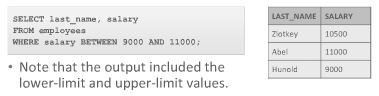 SELECT last_name, salary
FROM employees
WHERE salary BETWEEN 9000 AND 11000;
• Note that the output included the
lower-limit and upper-limit values.
LAST_NAME SALARY
Zlotkey 10500
Abel 11000
Hunold 9000